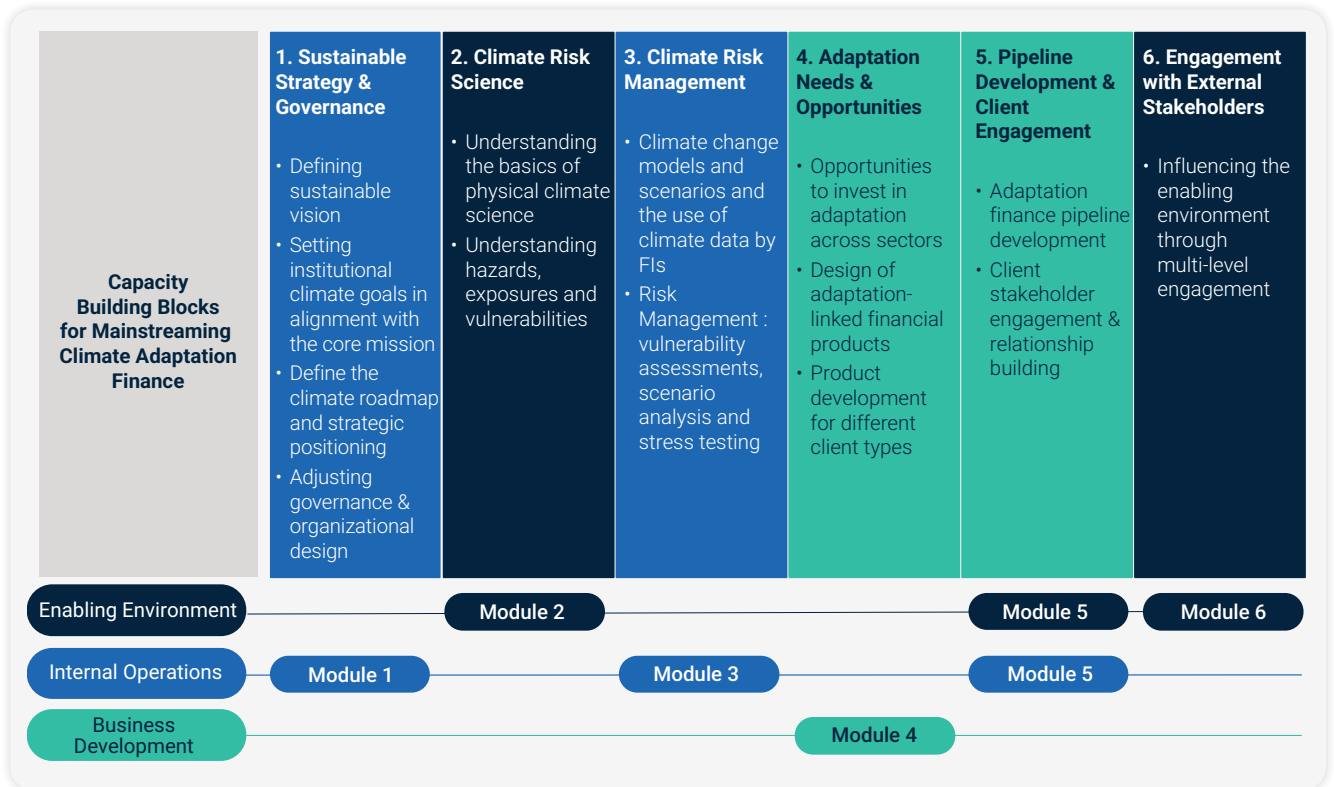 Capacity
Building Blocks
for Mainstreaming
Climate Adaptation
Finance
1. Sustainable
Strategy &
Governance
• Defining
sustainable
vision
• Setting
institutional
climate goals in
alignment with
the core mission
• Define the
climate roadmap
and strategic
positioning
• Adjusting
governance &
organizational
design
2. Climate Risk
Science
• Understanding
the basics of
physical climate
science
• Understanding
hazards,
exposures and
vulnerabilities
3. Climate Risk
Management
• Climate change
models and
scenarios and
the use of
climate data by
FIs
• Risk
Management :
vulnerability
assessments,
scenario
analysis and
stress testing
4. Adaptation
Needs &
Opportunities
• Opportunities
to invest in
adaptation
across sectors
• Design of
adaptation-
linked financial
products
• Product
development
for different
client types
5. Pipeline
Development &
Client
Engagement
• Adaptation
finance pipeline
development
• Client
stakeholder
engagement &
relationship
building
6. Engagement
with External
Stakeholders
• Influencing the
enabling
environment
through
multi-level
engagement
Enabling Environment
Module 2
Module 5
Module 6
Internal Operations
Module 1
Module 3
Module 5
Business
Development
Module 4